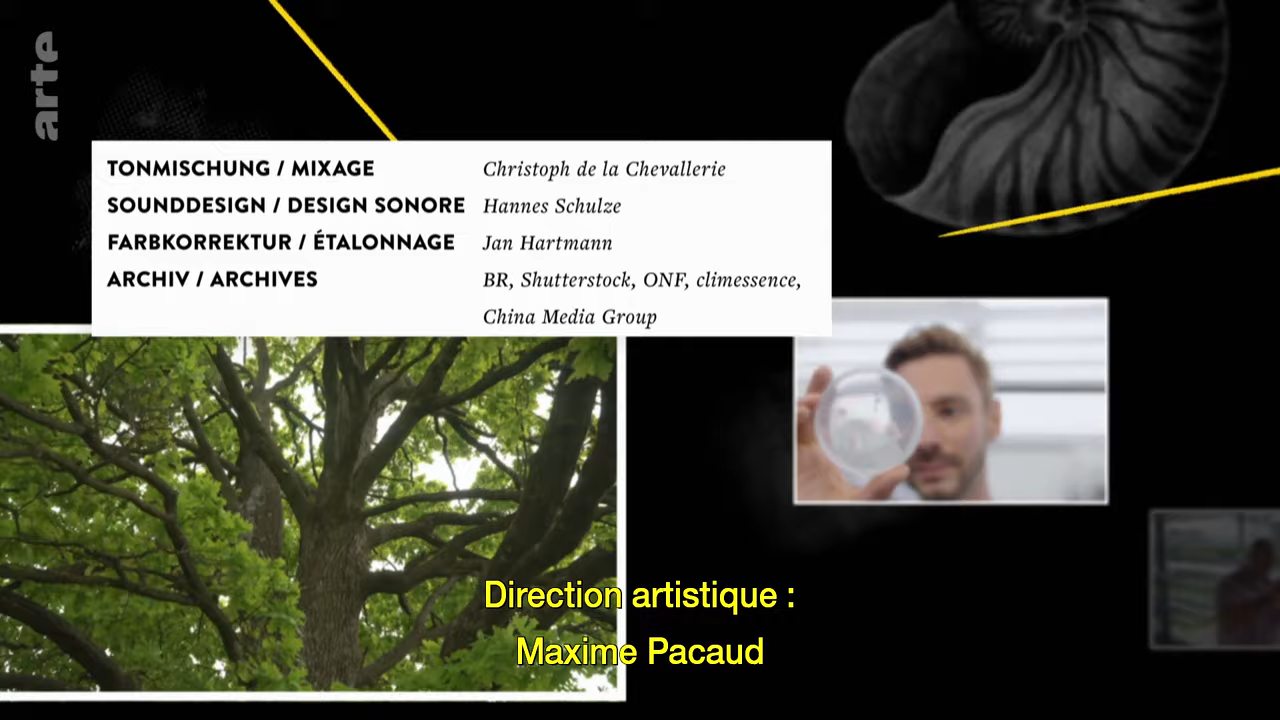 arte
TONMISCHUNG / MIXAGE Christoph de la Chevallerie
SOUNDDESIGN / DESIGN SONORE Hannes Schulze
FARBKORREKTUR / ÉTALONNAGE Jan Hartmann
ARCHIV / ARCHIVES BR, Shutterstock, ONF, climessence,
China Media Group
Direction artistique :
Maxime Pacaud